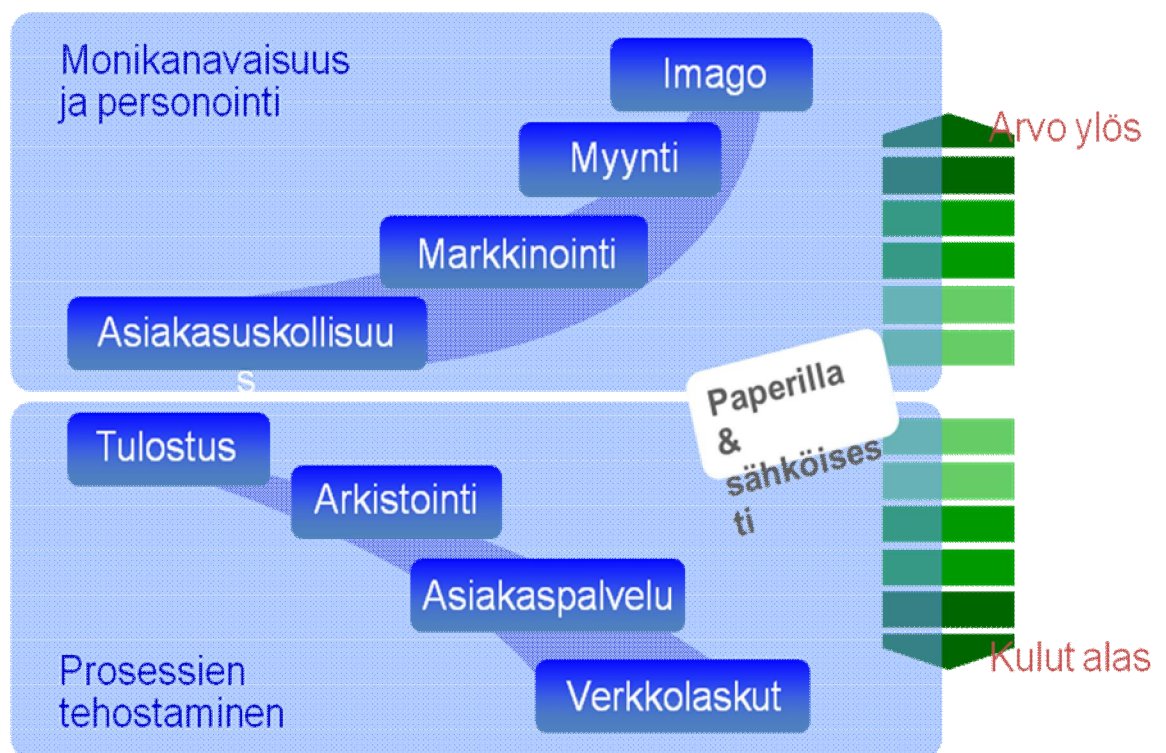 Monikanavaisuus
ja personointi
Imago
Arvo ylös
Myynti
Markkinointi
Asiakasuskollisuu
s
Paperilla
&
sähköises
ti
Tulostus
Arkistointi
Asiakaspalvelu
Prosessien
tehostaminen
Verkkolaskut
Kulut alas